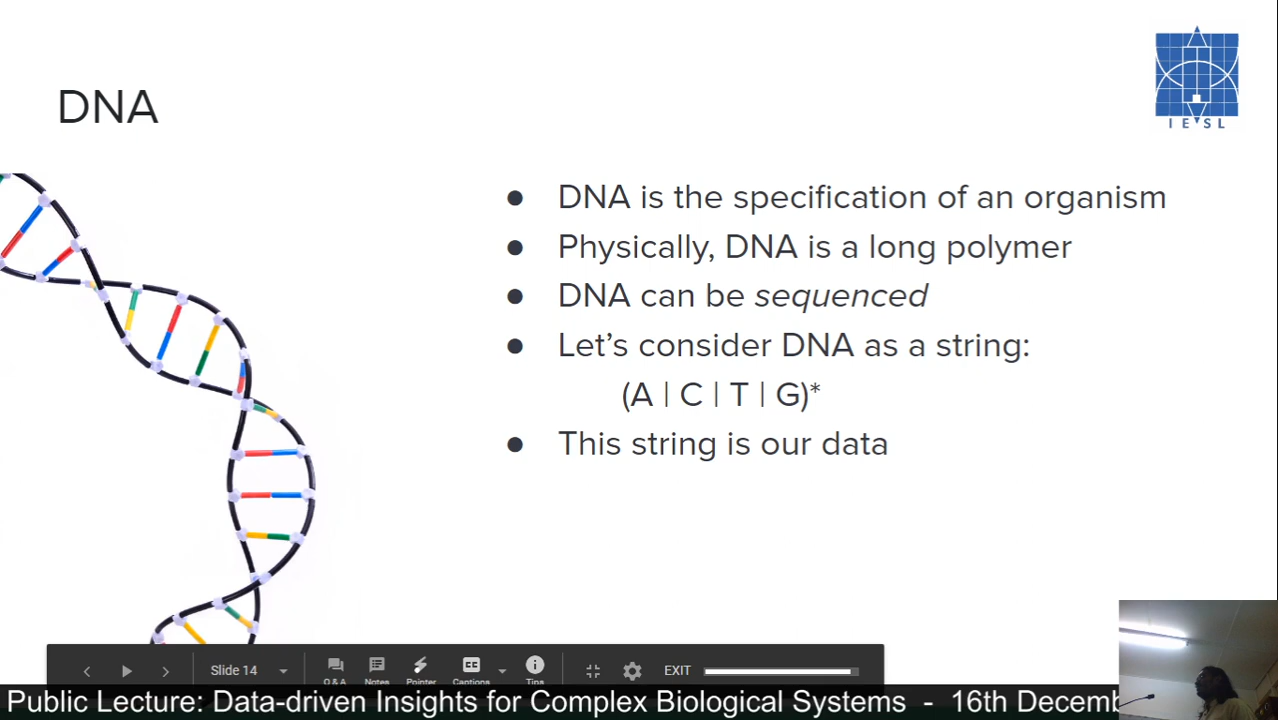 DNA
IESL
● DNA is the specification of an organism
● Physically, DNA is a long polymer
● DNA can be sequenced
● Let’s consider DNA as a string:
(A | C | T | G)*
● This string is our data
Slide 14
Q & A
Notes
Pointer
CC
Captions
Tips
EXIT
Public Lecture: Data-driven Insights for Complex Biological Systems - 16th Decemb